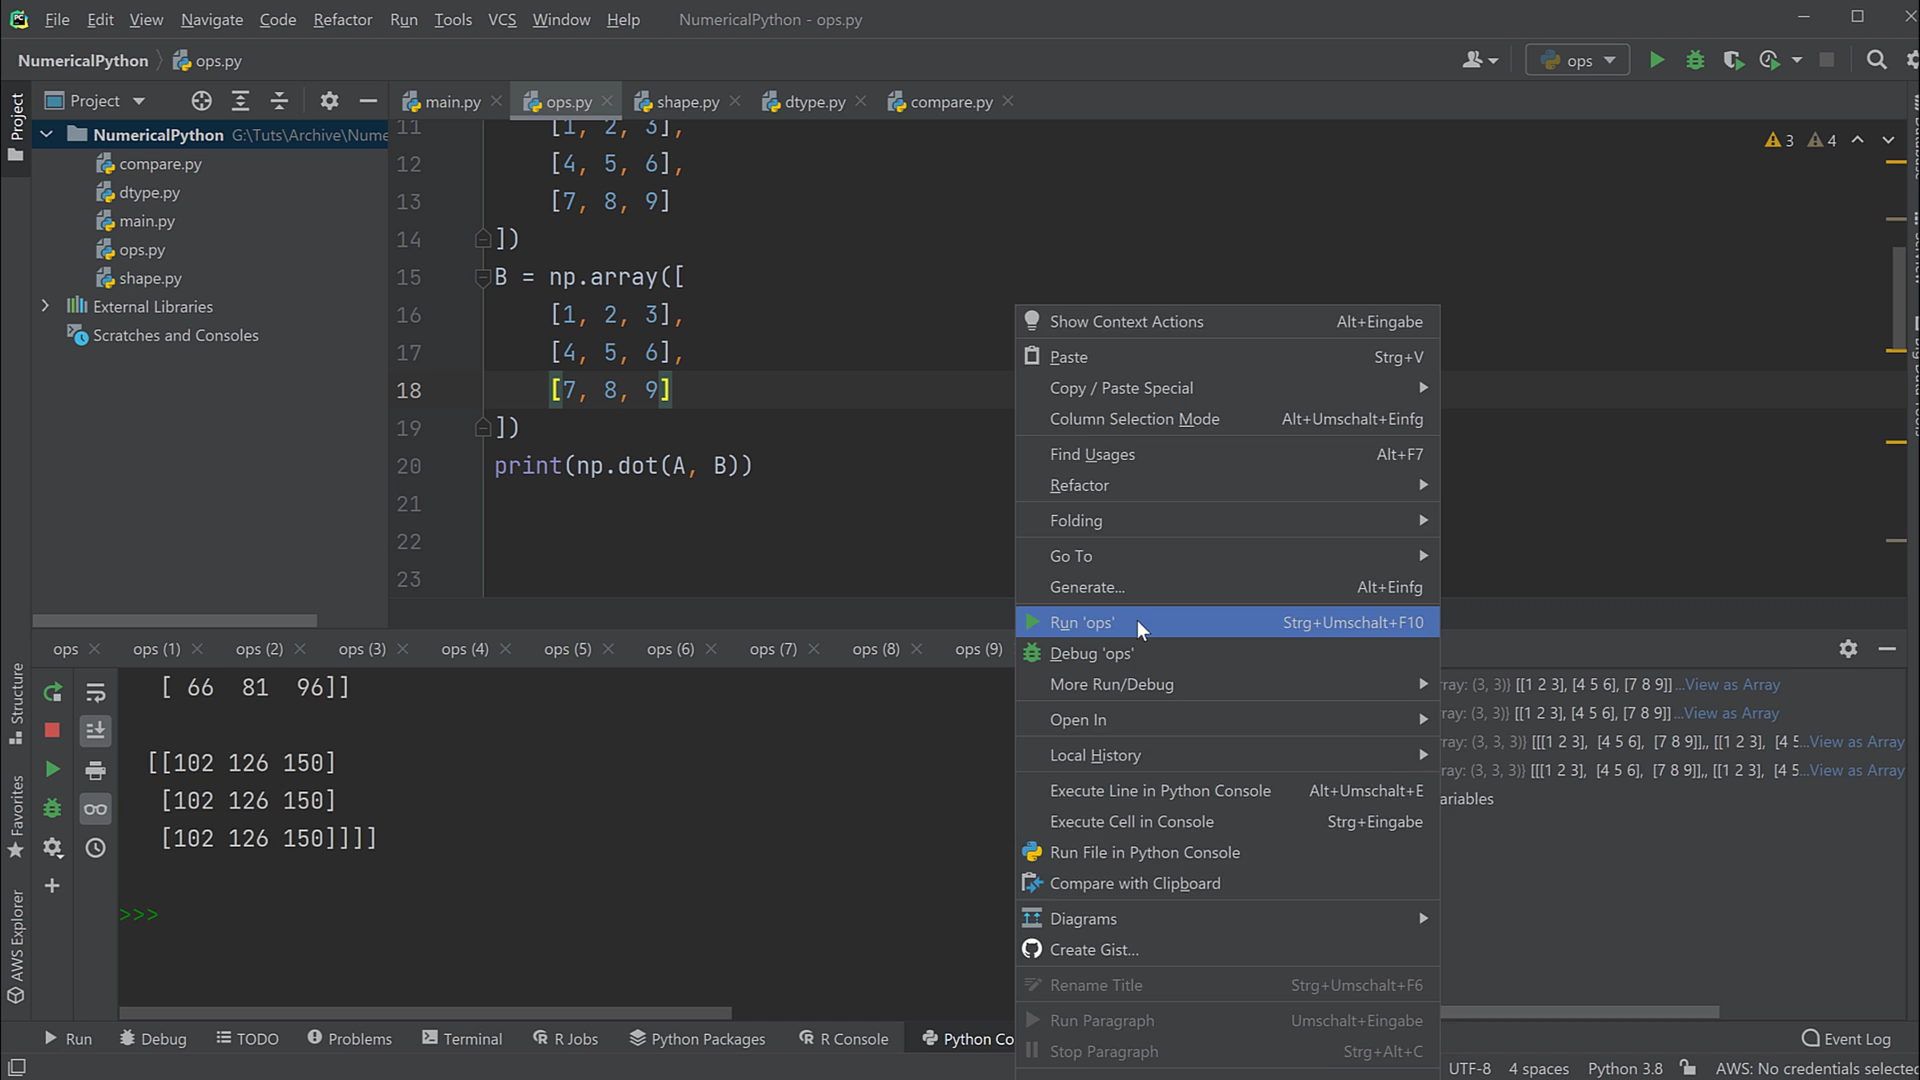 File Edit View Navigate Code Refactor Run Tools VCS Window Help NumericalPython - ops.py
NumericalPython ops.py
ops
Project
Project
main.py
ops.py
shape.py
dtype.py
compare.py
NumericalPython G:\Tuts\Archive\Nume
compare.py
dtype.py
main.py
ops.py
shape.py
External Libraries
Scratches and Consoles
3 4
11 [1, 2, 3],
12 [4, 5, 6],
13 [7, 8, 9]
14 ])
15 B = np.array([
16 [1, 2, 3],
17 [4, 5, 6],
18 [7, 8, 9]
19 ])
20 print(np.dot(A, B))
21
22
23
Show Context Actions Alt+Eingabe
Paste Strg+V
Copy / Paste Special
Column Selection Mode Alt+Umschalt+Einfg
Find Usages Alt+F7
Refactor
Folding
Go To
Generate... Alt+Einfg
Run 'ops' Strg+Umschalt+F10
Debug 'ops'
More Run/Debug
Open In
Local History
Execute Line in Python Console Alt+Umschalt+E
Execute Cell in Console Strg+Eingabe
Run File in Python Console
Compare with Clipboard
Diagrams
Create Gist...
Rename Title Strg+Umschalt+F6
Run Paragraph Umschalt+Eingabe
Stop Paragraph Strg+Alt+C
ops ops (1) ops (2) ops (3) ops (4) ops (5) ops (6) ops (7) ops (8) ops (9)
[ 66 81 96]]
[[102 126 150]
[102 126 150]
[102 126 150]]]]
>>>
ray: (3, 3)} [[1 2 3], [4 5 6], [7 8 9]] ...View as Array
ray: (3, 3)} [[1 2 3], [4 5 6], [7 8 9]] ...View as Array
ray: (3, 3, 3)} [[[1 2 3], [4 5 6], [7 8 9]],, [[1 2 3], [4 5...View as Array
ray: (3, 3, 3)} [[[1 2 3], [4 5 6], [7 8 9]],, [[1 2 3], [4 5...View as Array
ariables
Structure
Favorites
AWS Explorer
Run Debug TODO Problems Terminal R Jobs Python Packages R Console Python Co
Event Log
UTF-8 4 spaces Python 3.8 AWS: No credentials selected